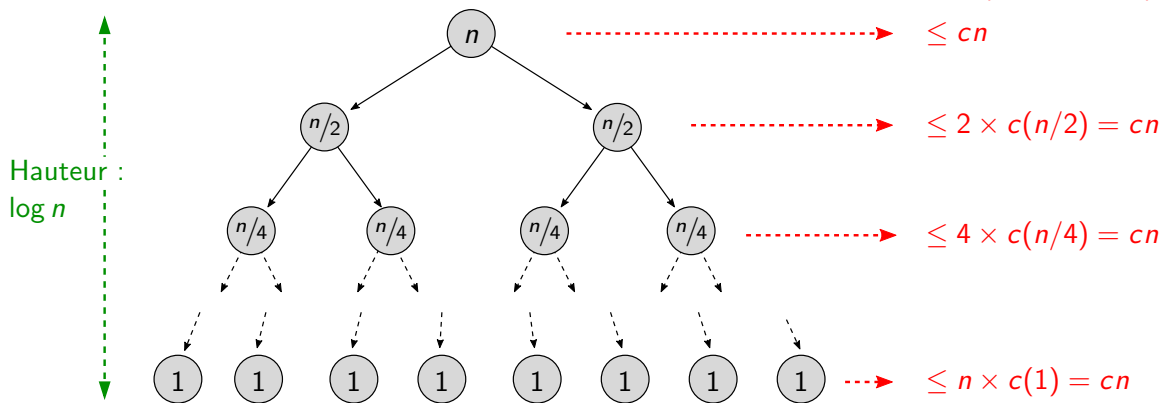 n
≤ cn
n/2 n/2
≤ 2 × c(n/2) = cn
Hauteur :
log n
n/4 n/4 n/4 n/4
≤ 4 × c(n/4) = cn
1 1 1 1 1 1 1 1
≤ n × c(1) = cn